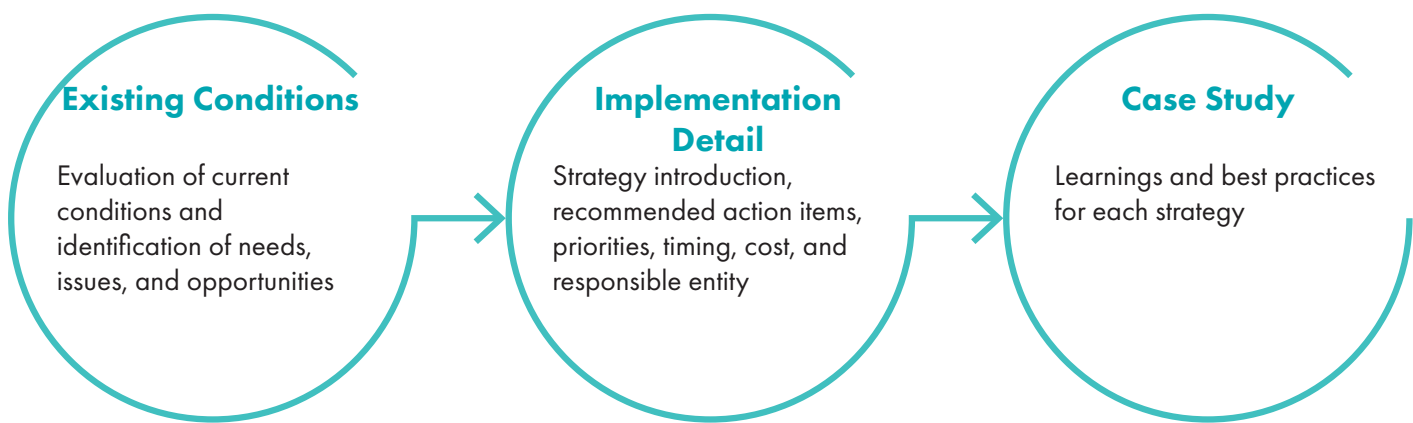 Existing Conditions
Evaluation of current
conditions and
identification of needs,
issues, and opportunities
Implementation
Detail
Strategy introduction,
recommended action items,
priorities, timing, cost, and
responsible entity
Case Study
Learnings and best practices
for each strategy